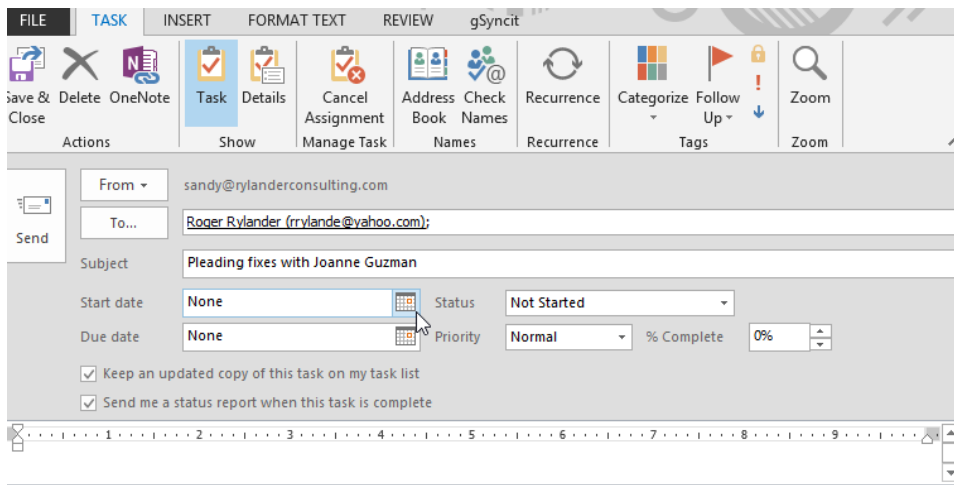 FILE TASK INSERT FORMAT TEXT REVIEW gSyncit
Save & Close Delete OneNote Task Details Cancel Assignment Address Book Check Names Recurrence Categorize Follow Up ! Zoom
Actions Show Manage Task Names Recurrence Tags Zoom
From sandy@rylanderconsulting.com
Send To... Roger Rylander (rrylande@yahoo.com);
Subject Pleading fixes with Joanne Guzman
Start date None Status Not Started
Due date None Priority Normal % Complete 0%
Keep an updated copy of this task on my task list
Send me a status report when this task is complete
1 2 3 4 5 6 7 8 9